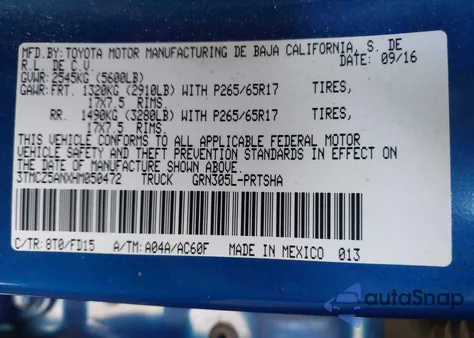 MFD.BY: TOYOTA MOTOR MANUFACTURING DE BAJA CALIFORNIA, S. DE
R.L. DE C.V. DATE: 09/16
GVWR: 2545KG (5600LB)
GAWR: FRT. 1320KG (2910LB) WITH P265/65R17 TIRES,
17X7.5 RIMS.
RR. 1490KG (3280LB) WITH P265/65R17 TIRES,
17X7.5 RIMS.
THIS VEHICLE CONFORMS TO ALL APPLICABLE FEDERAL MOTOR
VEHICLE SAFETY AND THEFT PREVENTION STANDARDS IN EFFECT ON
THE DATE OF MANUFACTURE SHOWN ABOVE.
3TMCZ5ANXHM050472 TRUCK GRN305L-PRTSHA
C/TR: 8T0/FD15 A/TM: A04A/AC60F MADE IN MEXICO 013
autoSnap